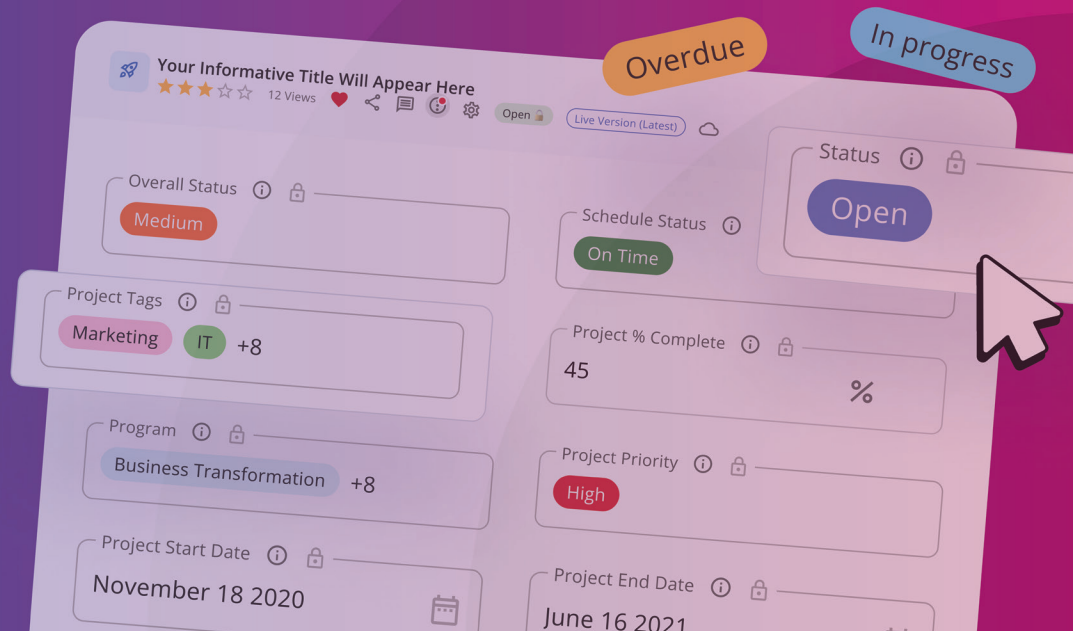 Overdue
In progress
Your Informative Title Will Appear Here
12 Views
Open
Live Version (Latest)
Status
Open
Overall Status
Medium
Schedule Status
On Time
Project Tags
Marketing IT +8
Project % Complete
45 %
Program
Business Transformation +8
Project Priority
High
Project Start Date
November 18 2020
Project End Date
June 16 2021